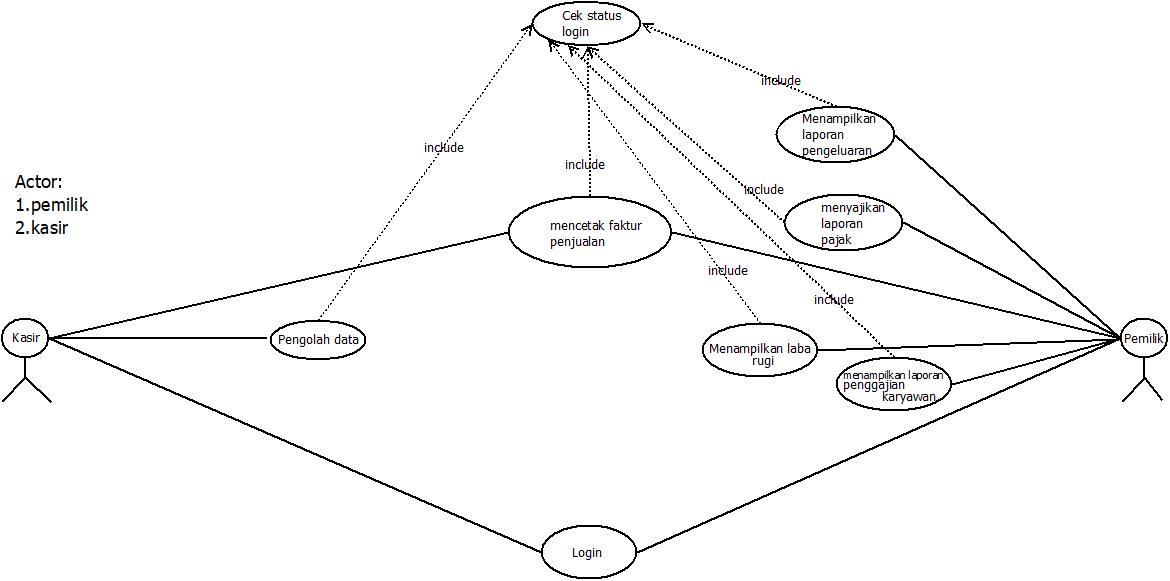 Cek status
login
include
Menampilkan
laporan
pengeluaran
include
include
Actor:
1.pemilik
2.kasir
include
menyajikan
laporan
pajak
mencetak faktur
penjualan
include
include
Kasir
Pengolah data
Menampilkan laba
rugi
Pemilik
menampilkan laporan
penggajian
karyawan
Login